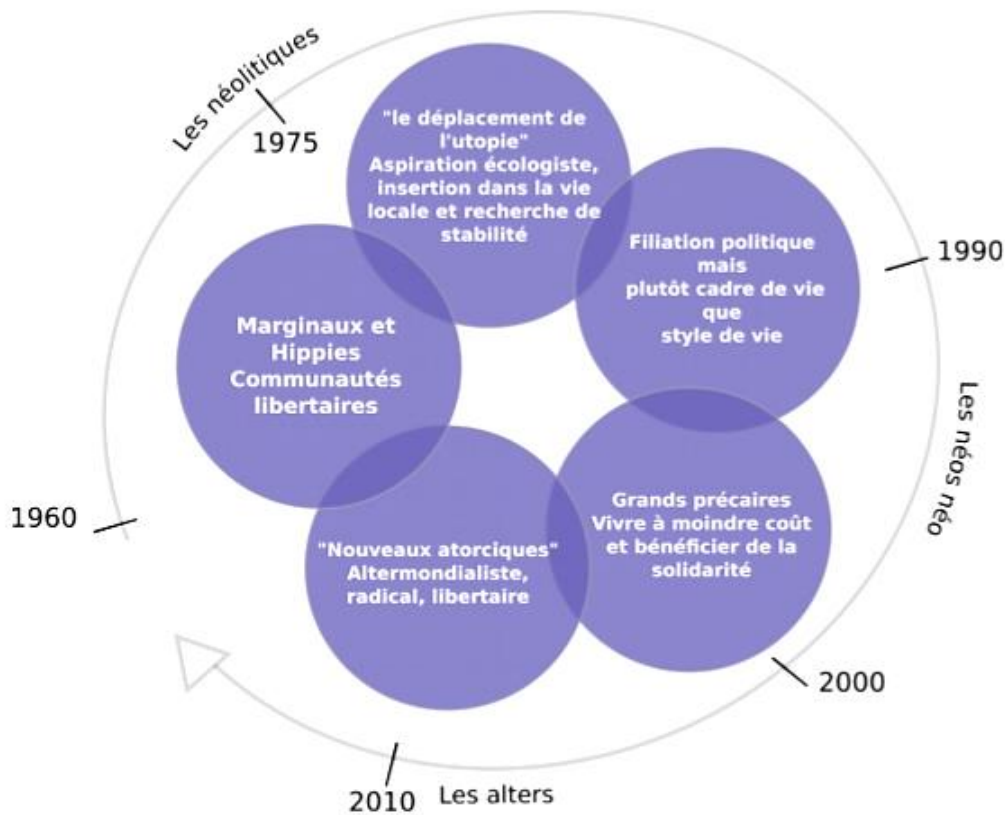 Les néolitiques
1975
"le déplacement de
l'utopie"
Aspiration écologiste,
insertion dans la vie
locale et recherche de
stabilité
Filiation politique
mais
plutôt cadre de vie
que
style de vie
1990
Marginaux et
Hippies
Communautés
libertaires
Les néos néo
1960
Grands précaires
Vivre à moindre coût
et bénéficier de la
solidarité
"Nouveaux atorciques"
Altermondialiste,
radical, libertaire
2000
2010
Les alters